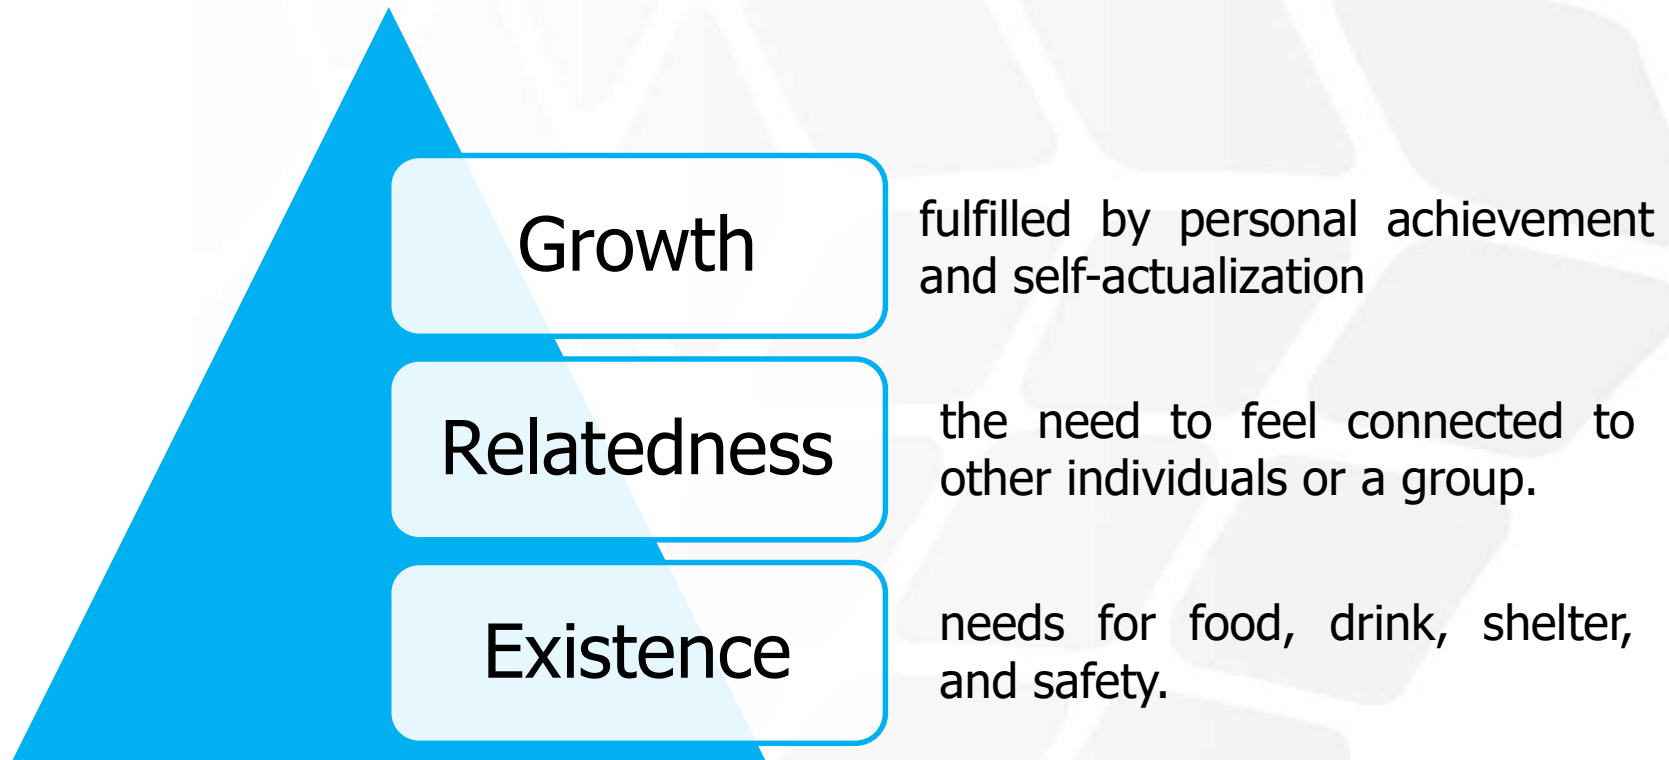 Growth
fulfilled by personal achievement
and self-actualization
Relatedness
the need to feel connected to
other individuals or a group.
Existence
needs for food, drink, shelter,
and safety.